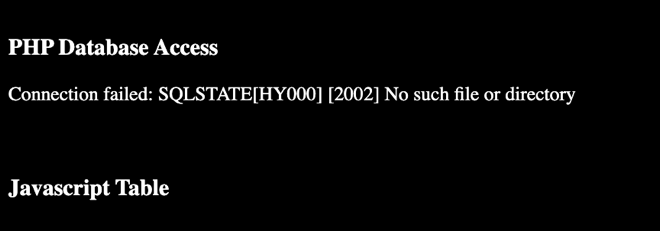 PHP Database Access
Connection failed: SQLSTATE[HY000] [2002] No such file or directory
Javascript Table